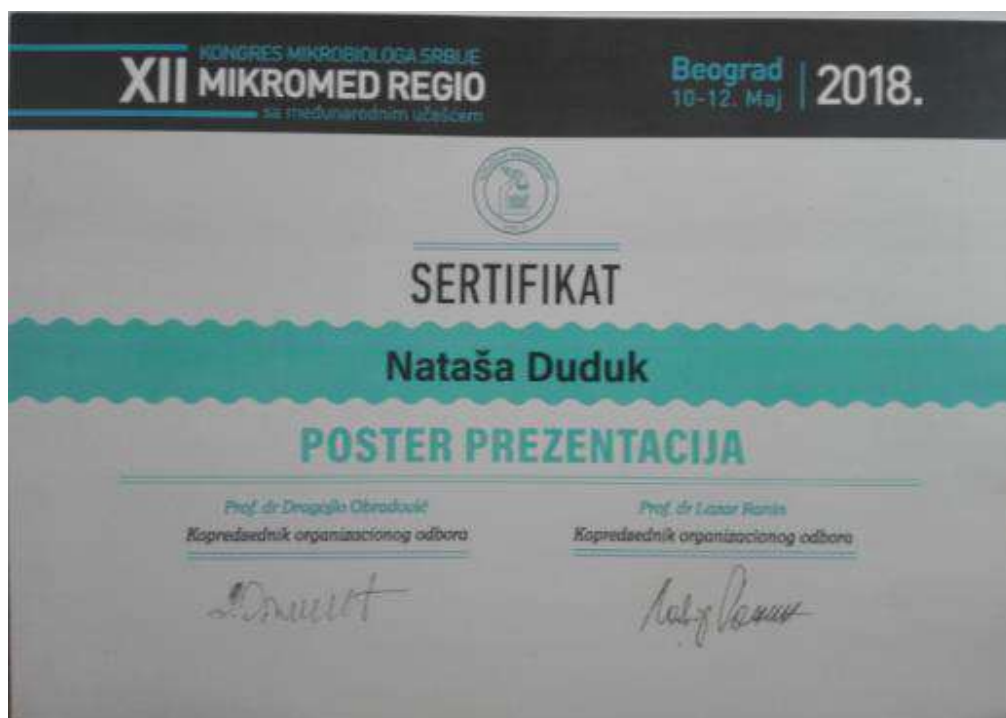 XII
KONGRES MIKROBIOLOGA SRBIJE
MIKROMED REGIO
sa međunarodnim učešćem
Beograd
10-12. Maj
2018.
SERTIFIKAT
Nataša Duduk
POSTER PREZENTACIJA
Prof. dr Dragojlo Obradović
Kopredsednik organizacionog odbora
Prof. dr Lazar Ranin
Kopredsednik organizacionog odbora